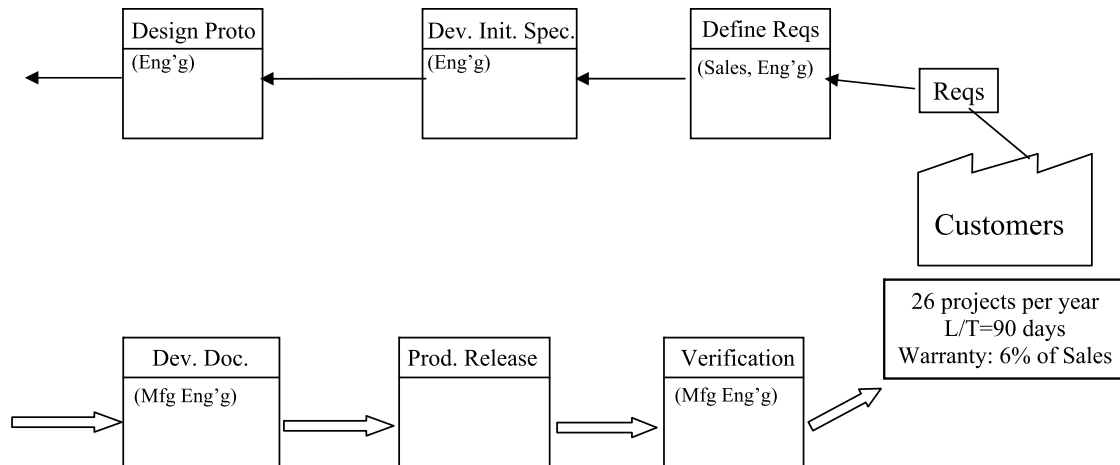 Design Proto
(Eng’g)
Dev. Init. Spec.
(Eng’g)
Define Reqs
(Sales, Eng’g)
Reqs
Customers
26 projects per year
L/T=90 days
Warranty: 6% of Sales
Dev. Doc.
(Mfg Eng’g)
Prod. Release
Verification
(Mfg Eng’g)